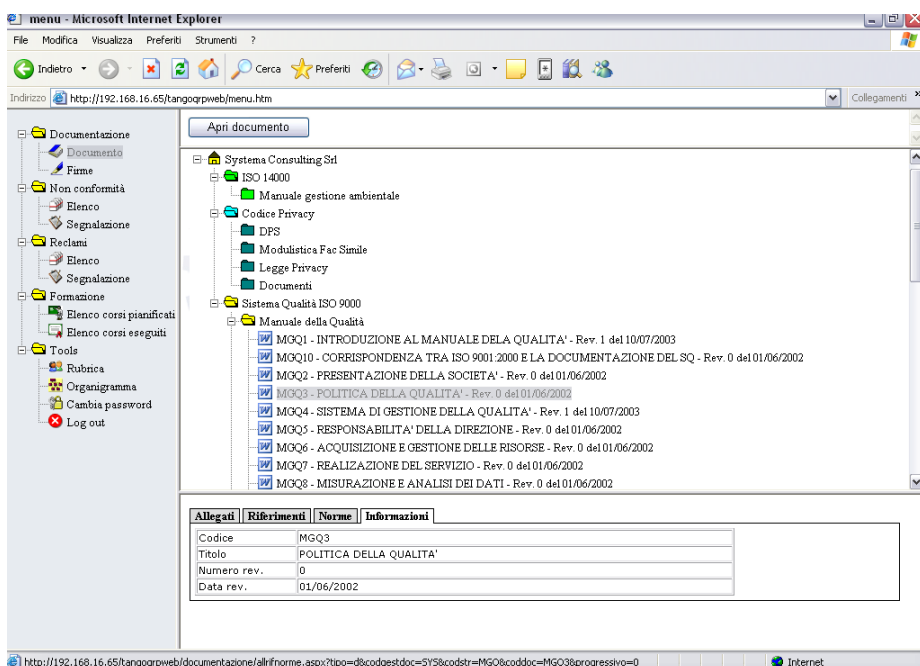 menu - Microsoft Internet Explorer
File Modifica Visualizza Preferiti Strumenti ?
Indietro Cerca Preferiti
Indirizzo http://192.168.16.65/tangoqrpweb/menu.htm Collegamenti »
Documentazione
Documento
Firme
Non conformità
Elenco
Segnalazione
Reclami
Elenco
Segnalazione
Formazione
Elenco corsi pianificati
Elenco corsi eseguiti
Tools
Rubrica
Organigramma
Cambia password
Log out
Apri documento
Systema Consulting Srl
ISO 14000
Manuale gestione ambientale
Codice Privacy
DPS
Modulistica Fac Simile
Legge Privacy
Documenti
Sistema Qualità ISO 9000
Manuale della Qualità
MGQ1 - INTRODUZIONE AL MANUALE DELA QUALITA' - Rev. 1 del 10/07/2003
MGQ10 - CORRISPONDENZA TRA ISO 9001:2000 E LA DOCUMENTAZIONE DEL SQ - Rev. 0 del 01/06/2002
MGQ2 - PRESENTAZIONE DELLA SOCIETA' - Rev. 0 del 01/06/2002
MGQ3 - POLITICA DELLA QUALITA' - Rev. 0 del 01/06/2002
MGQ4 - SISTEMA DI GESTIONE DELLA QUALITA' - Rev. 1 del 10/07/2003
MGQ5 - RESPONSABILITA' DELLA DIREZIONE - Rev. 0 del 01/06/2002
MGQ6 - ACQUISIZIONE E GESTIONE DELLE RISORSE - Rev. 0 del 01/06/2002
MGQ7 - REALIZAZIONE DEL SERVIZIO - Rev. 0 del 01/06/2002
MGQ8 - MISURAZIONE E ANALISI DEI DATI - Rev. 0 del 01/06/2002
Allegati Riferimenti Norme Informazioni
Codice MGQ3
Titolo POLITICA DELLA QUALITA'
Numero rev. 0
Data rev. 01/06/2002
http://192.168.16.65/tangoqrpweb/documentazione/allrifnorme.aspx?tipo=d&codgestdoc=SYS&codstr=MGQ&coddoc=MGQ3&progressivo=0 Internet